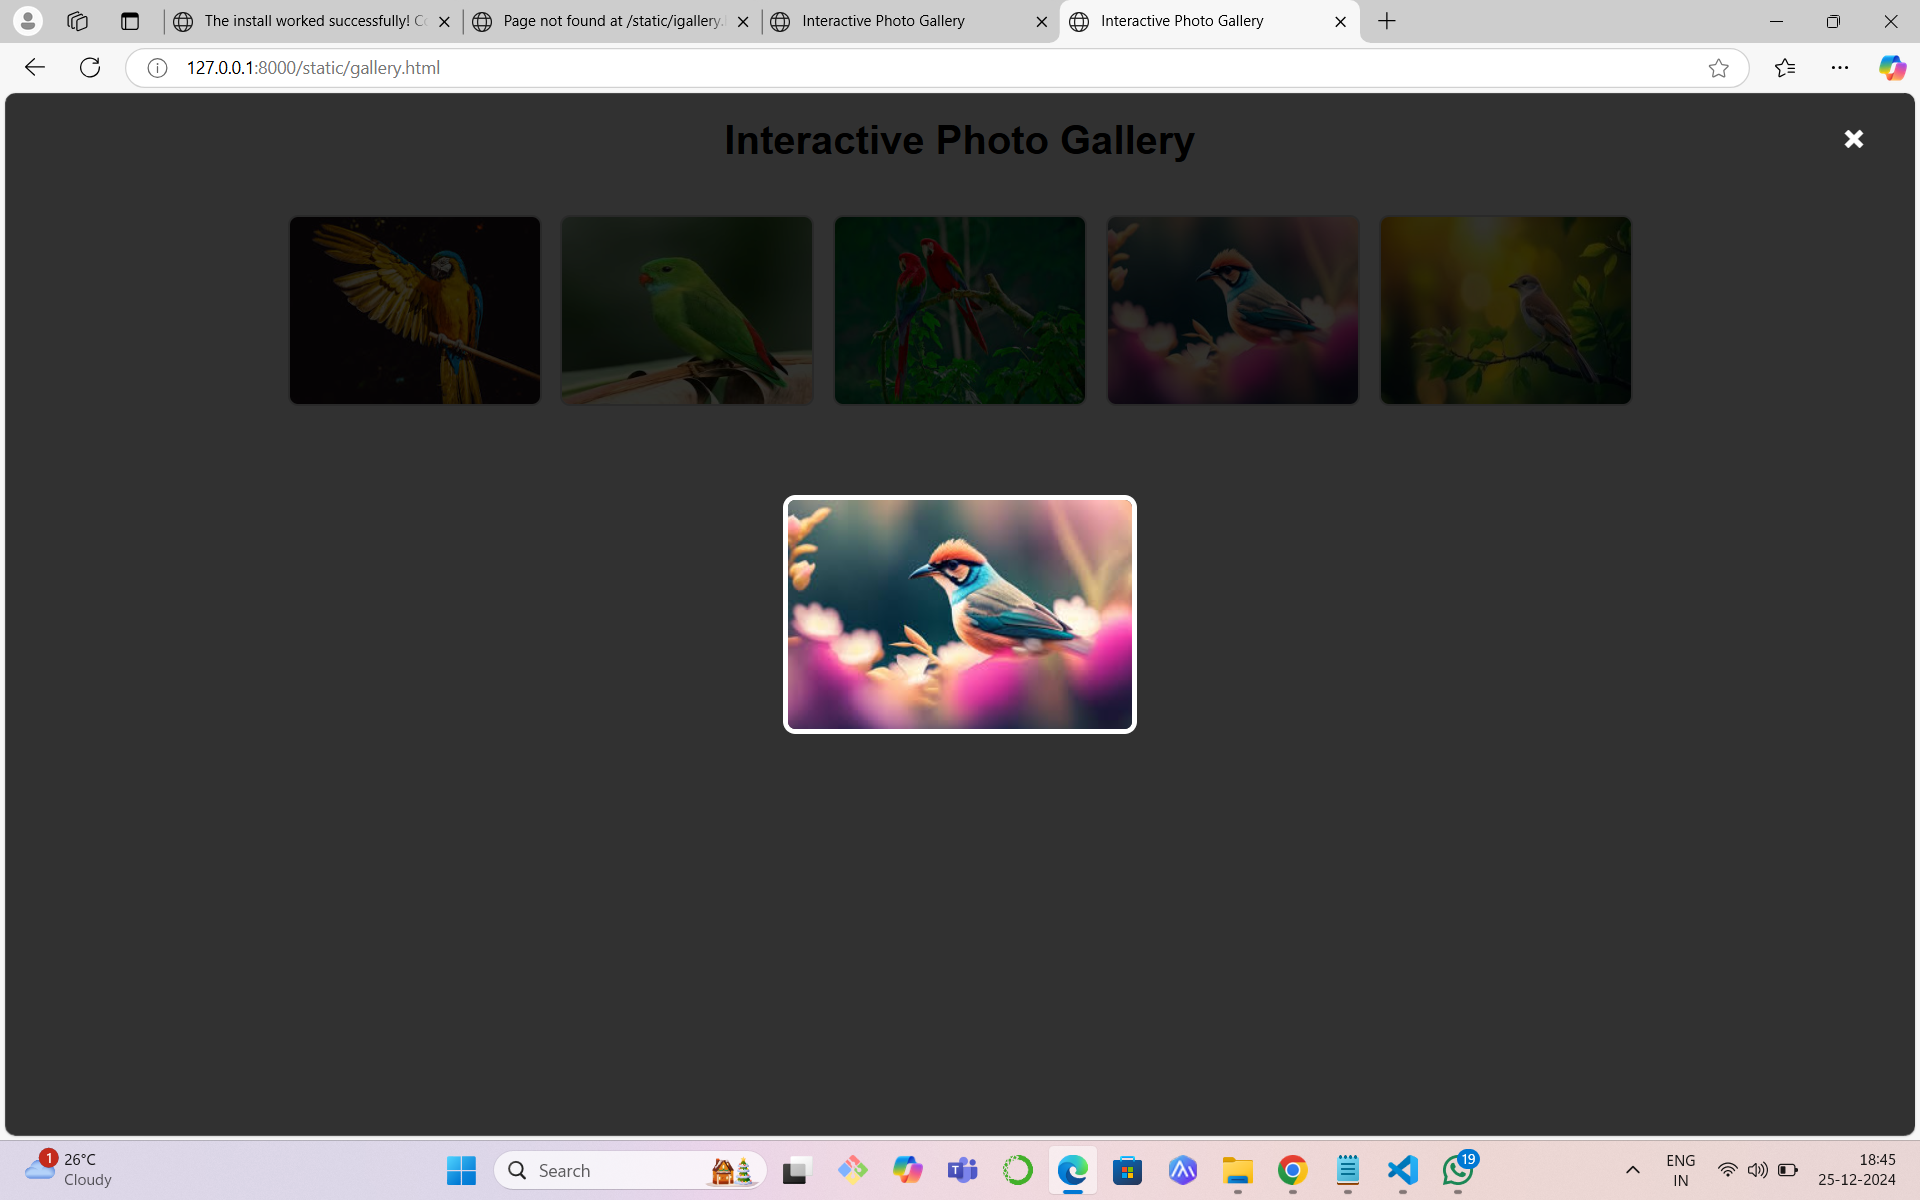 The install worked successfully! Co
Page not found at /static/igallery.
Interactive Photo Gallery
Interactive Photo Gallery
127.0.0.1:8000/static/gallery.html
Interactive Photo Gallery
1
26°C
Cloudy
Search
19
ENG
IN
18:45
25-12-2024